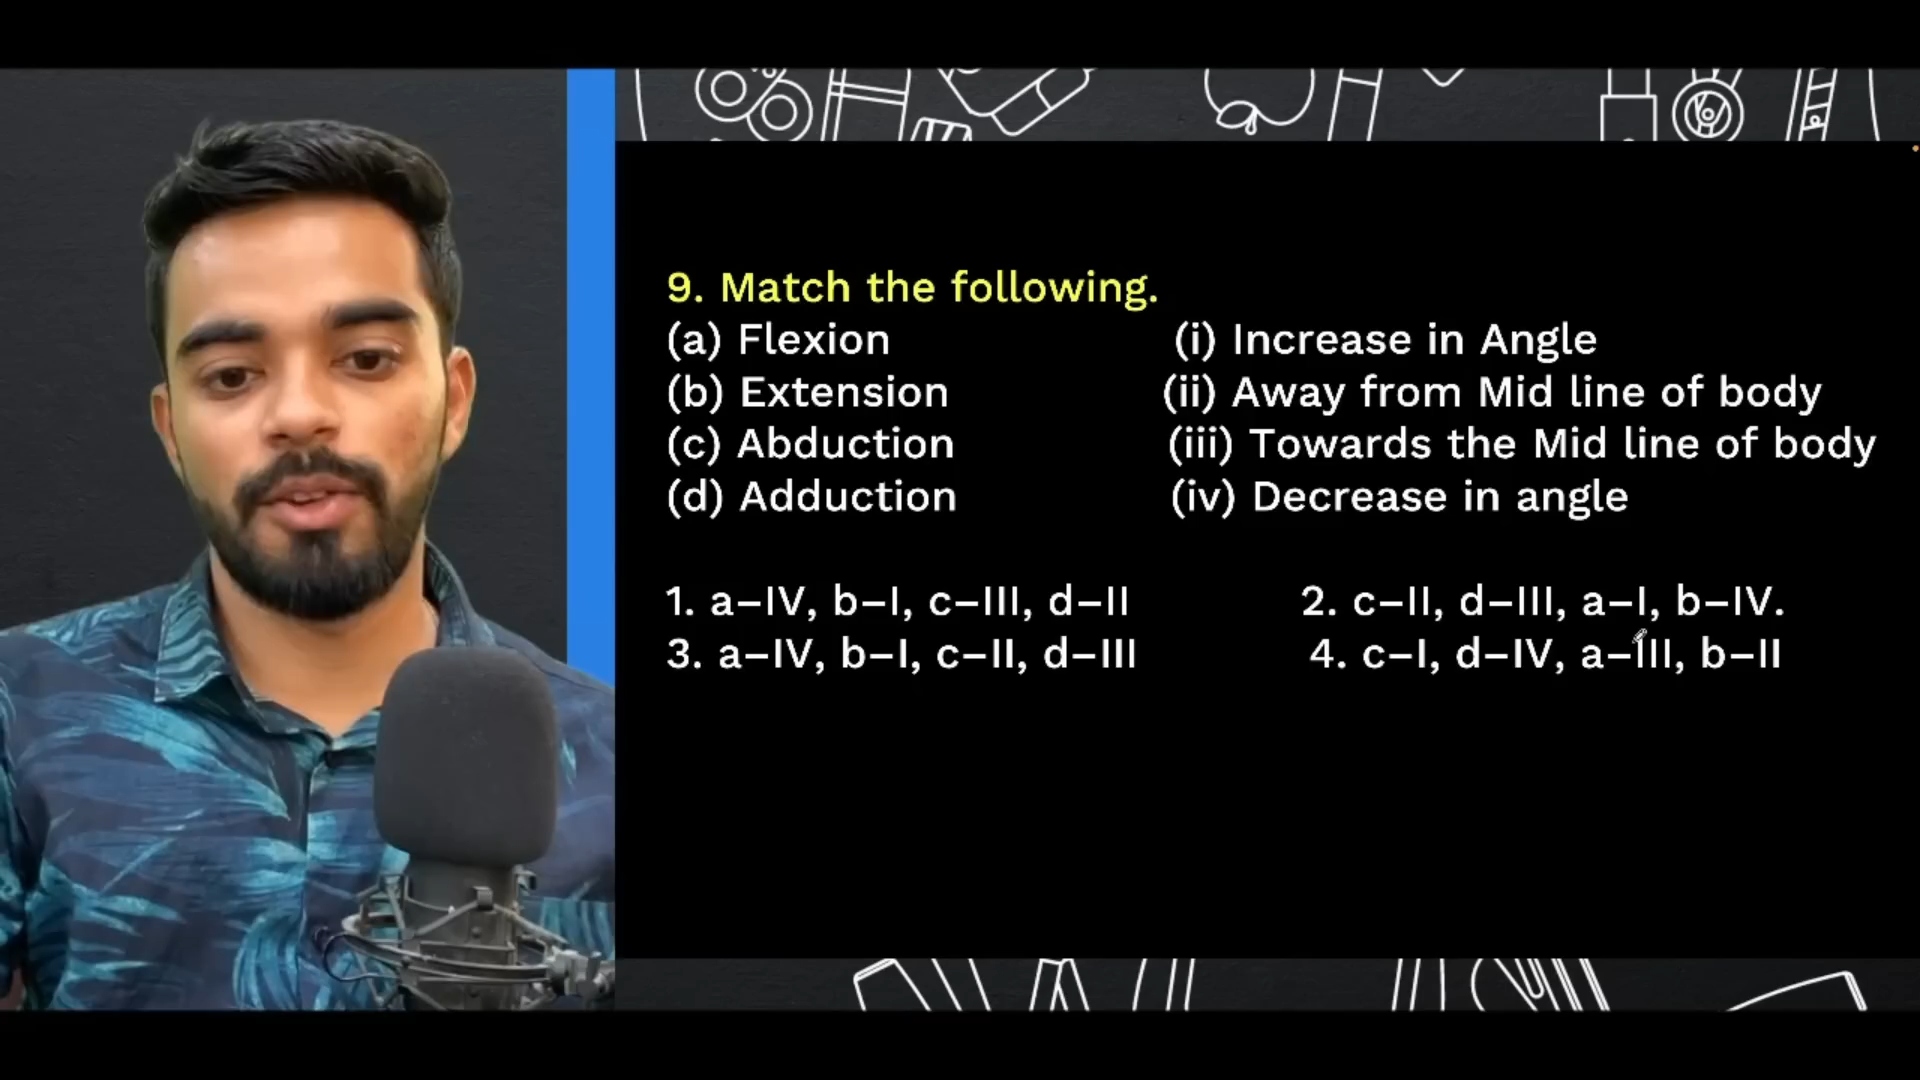 9. Match the following.
(a) Flexion (i) Increase in Angle
(b) Extension (ii) Away from Mid line of body
(c) Abduction (iii) Towards the Mid line of body
(d) Adduction (iv) Decrease in angle
1. a–IV, b–I, c–III, d–II 2. c–II, d–III, a–I, b–IV.
3. a–IV, b–I, c–II, d–III 4. c–I, d–IV, a–III, b–II